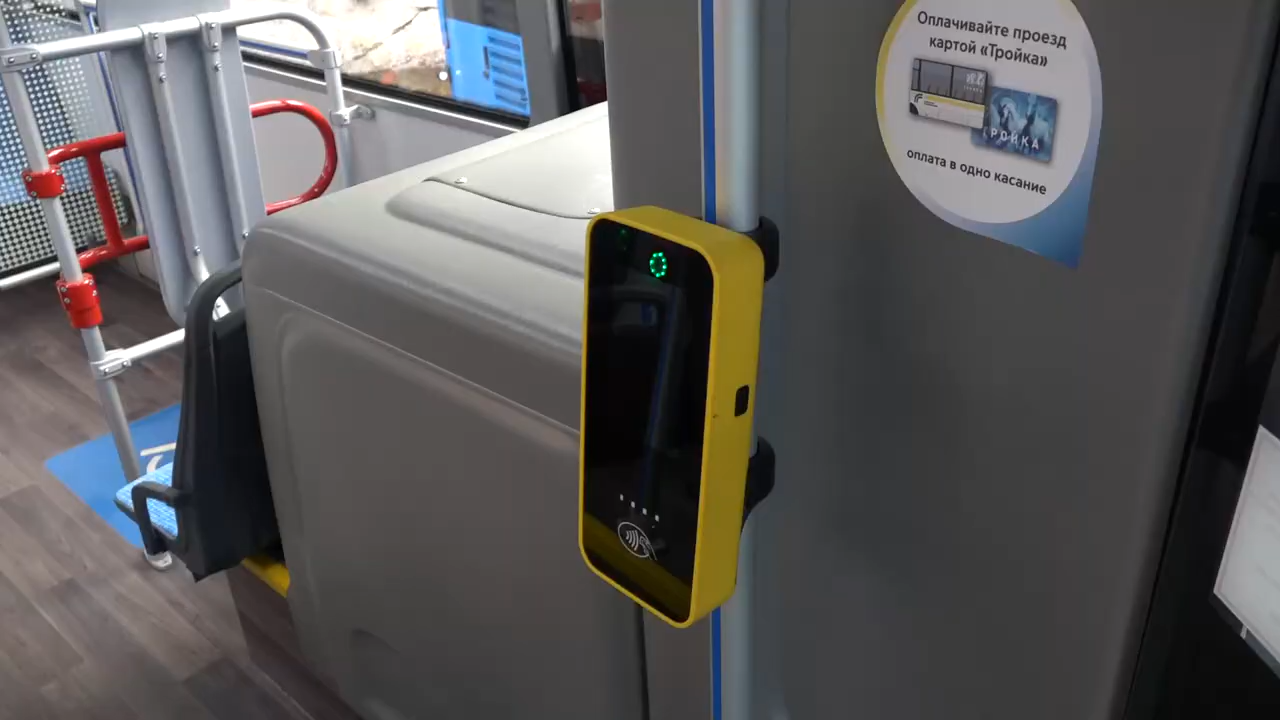 Оплачивайте проезд
картой «Тройка»
ТРОЙКА
оплата в одно касание